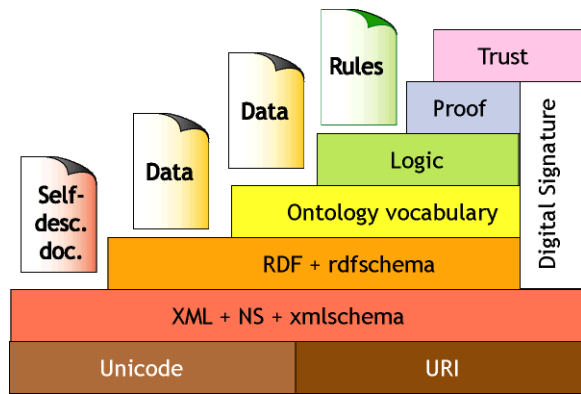 Rules
Trust
Data
Proof
Data
Logic
Self-
desc.
doc.
Ontology vocabulary
Digital Signature
RDF + rdfschema
XML + NS + xmlschema
Unicode
URI